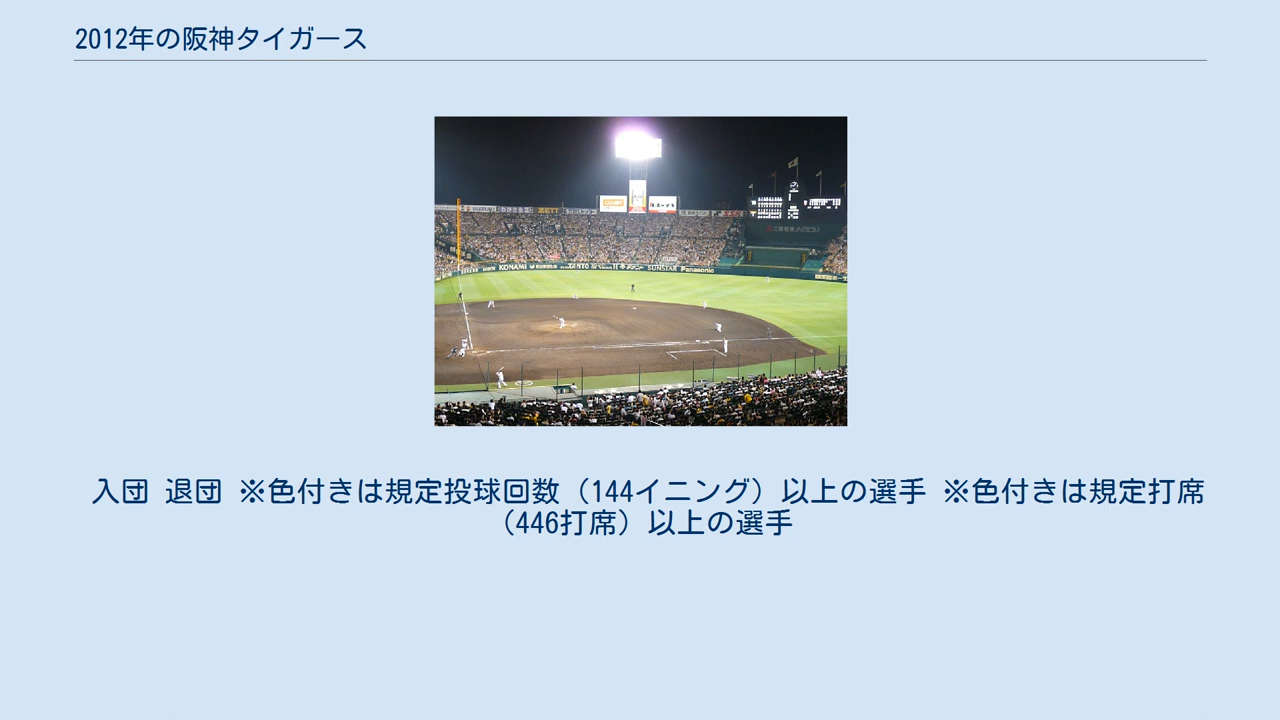 2012年の阪神タイガース
KONAMI
SUNSTAR Panasonic
入団 退団 ※色付きは規定投球回数（144イニング）以上の選手 ※色付きは規定打席
（446打席）以上の選手